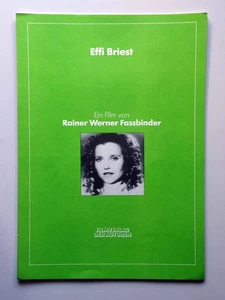 Effi Briest
Ein Film von
Rainer Werner Fassbinder
FILMVERLAG
DER AUTOREN